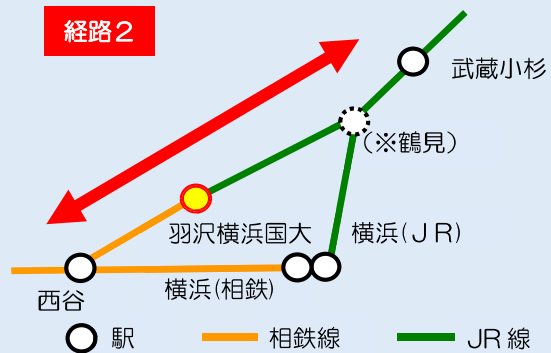 経路２
武蔵小杉
（※鶴見）
羽沢横浜国大
横浜（ＪＲ）
横浜（相鉄）
西谷
駅
相鉄線
JR 線